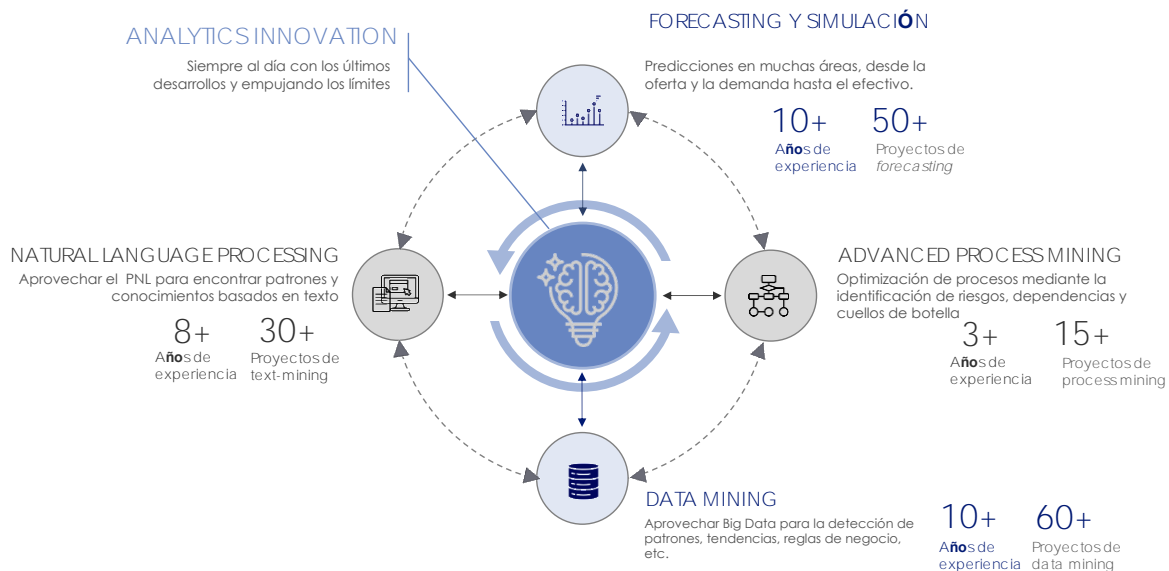 FORECASTING Y SIMULACIÓN
ANALYTICS INNOVATION
Siempre al día con los últimos
desarrollos y empujando los límites
Predicciones en muchas áreas, desde la
oferta y la demanda hasta el efectivo.
10+ 50+
Años de Proyectos de
experiencia forecasting
NATURAL LANGUAGE PROCESSING
Aprovechar el PNL para encontrar patrones y
conocimientos basados en texto
8+ 30+
Años de Proyectos de
experiencia text-mining
ADVANCED PROCESS MINING
Optimización de procesos mediante la
identificación de riesgos, dependencias y
cuellos de botella
3+ 15+
Años de Proyectos de
experiencia process mining
DATA MINING
Aprovechar Big Data para la detección de
patrones, tendencias, reglas de negocio,
etc.
10+ 60+
Años de Proyectos de
experiencia data mining